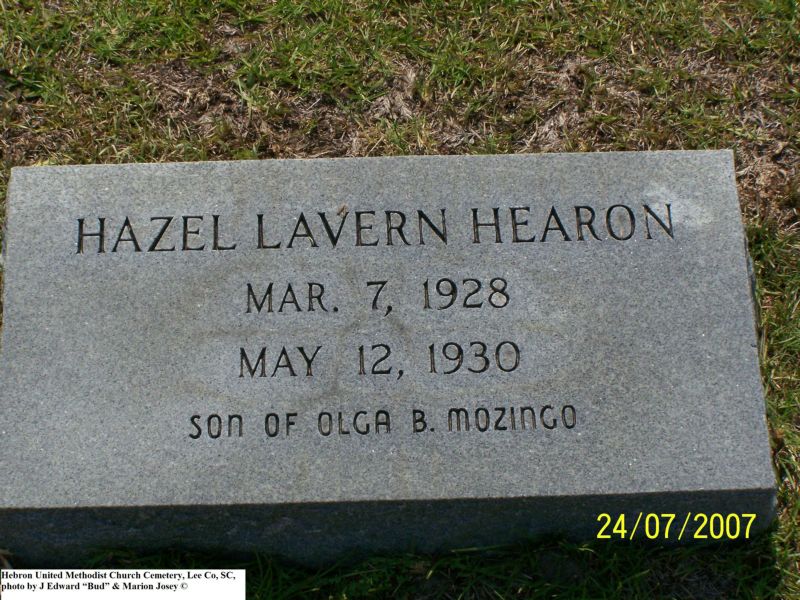 HAZEL LAVERN HEARON
MAR. 7, 1928
MAY 12, 1930
SON OF OLGA B. MOZINGO
24/07/2007
Hebron United Methodist Church Cemetery, Lee Co, SC,
photo by J Edward “Bud” & Marion Josey ©